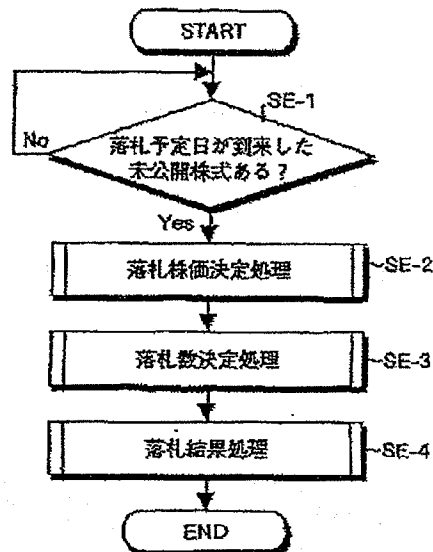 START
SE-1
落札予定日が到来した
未公開株式ある?
No
Yes
落札株価決定処理
SE-2
落札数決定処理
SE-3
落札結果処理
SE-4
END